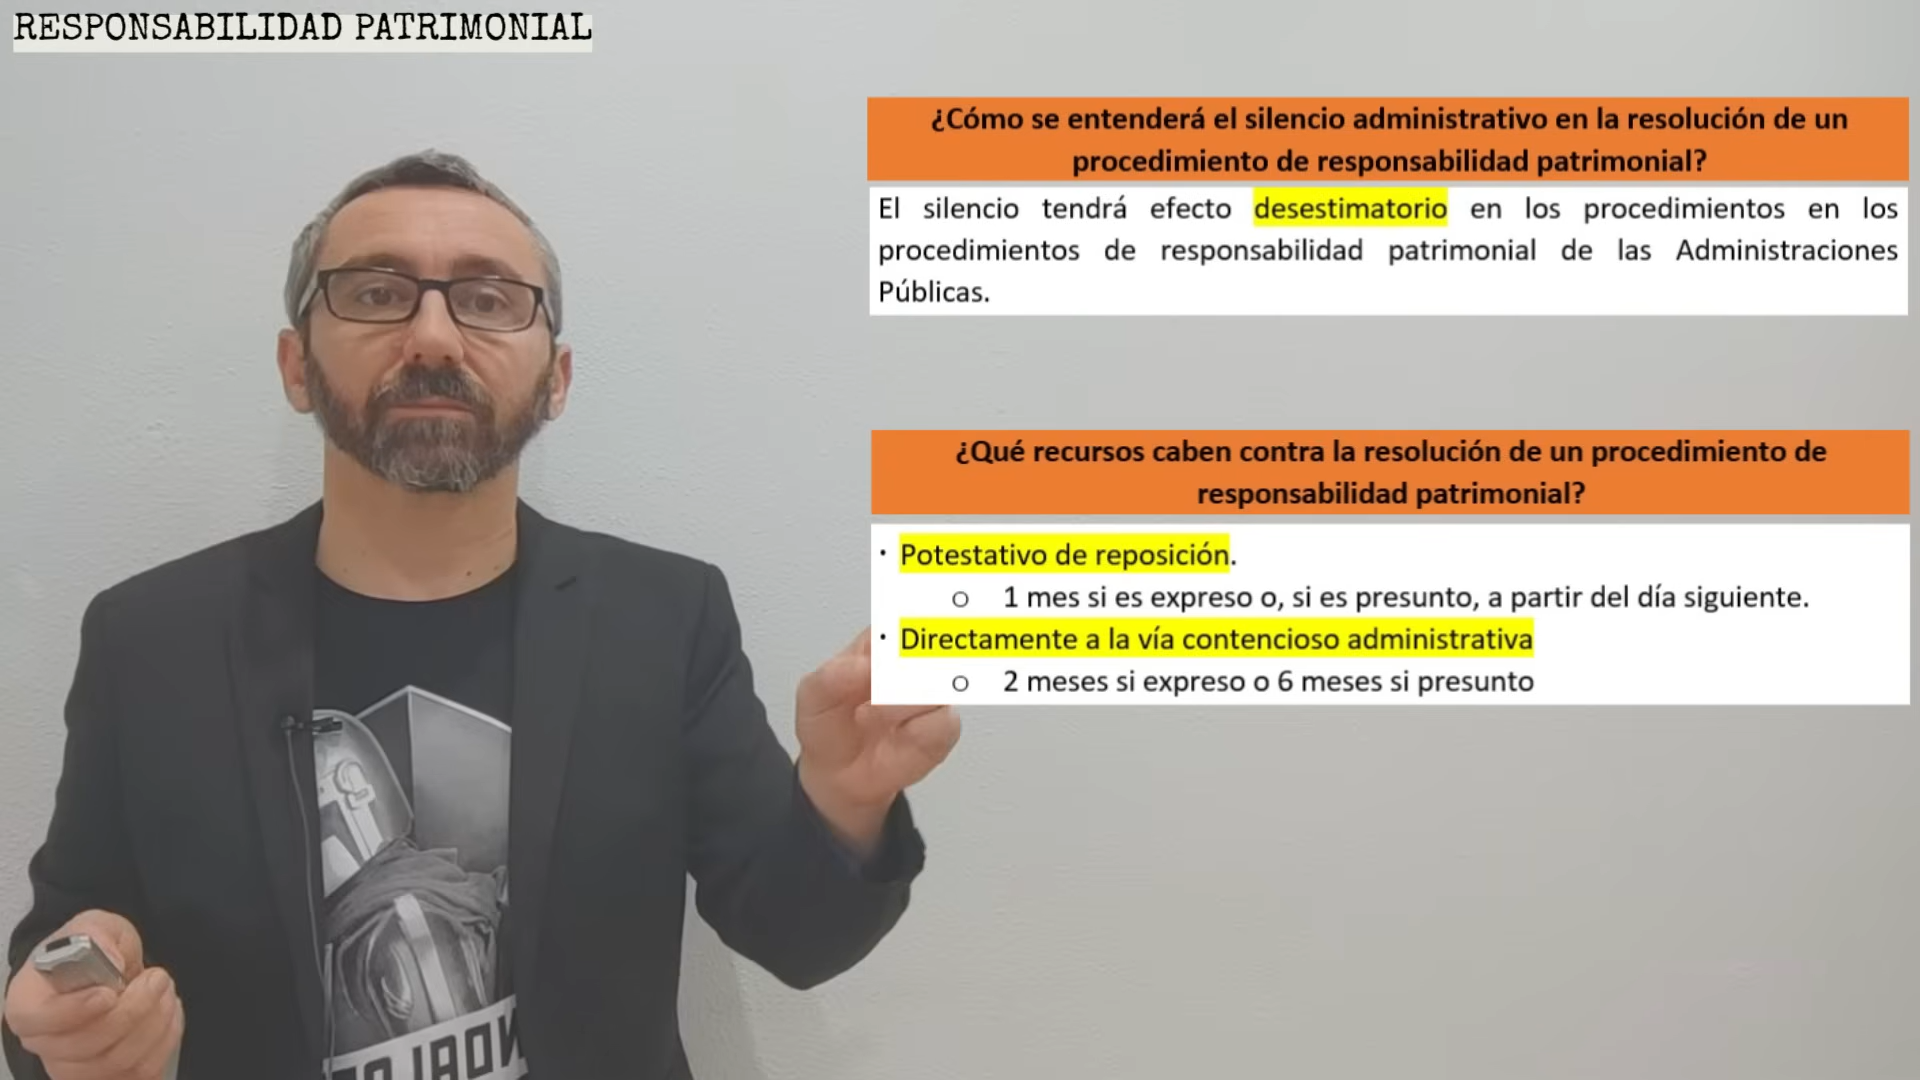 RESPONSABILIDAD PATRIMONIAL
¿Cómo se entenderá el silencio administrativo en la resolución de un
procedimiento de responsabilidad patrimonial?
El silencio tendrá efecto desestimatorio en los procedimientos en los
procedimientos de responsabilidad patrimonial de las Administraciones
Públicas.
¿Qué recursos caben contra la resolución de un procedimiento de
responsabilidad patrimonial?
· Potestativo de reposición.
o 1 mes si es expreso o, si es presunto, a partir del día siguiente.
· Directamente a la vía contencioso administrativa
o 2 meses si expreso o 6 meses si presunto